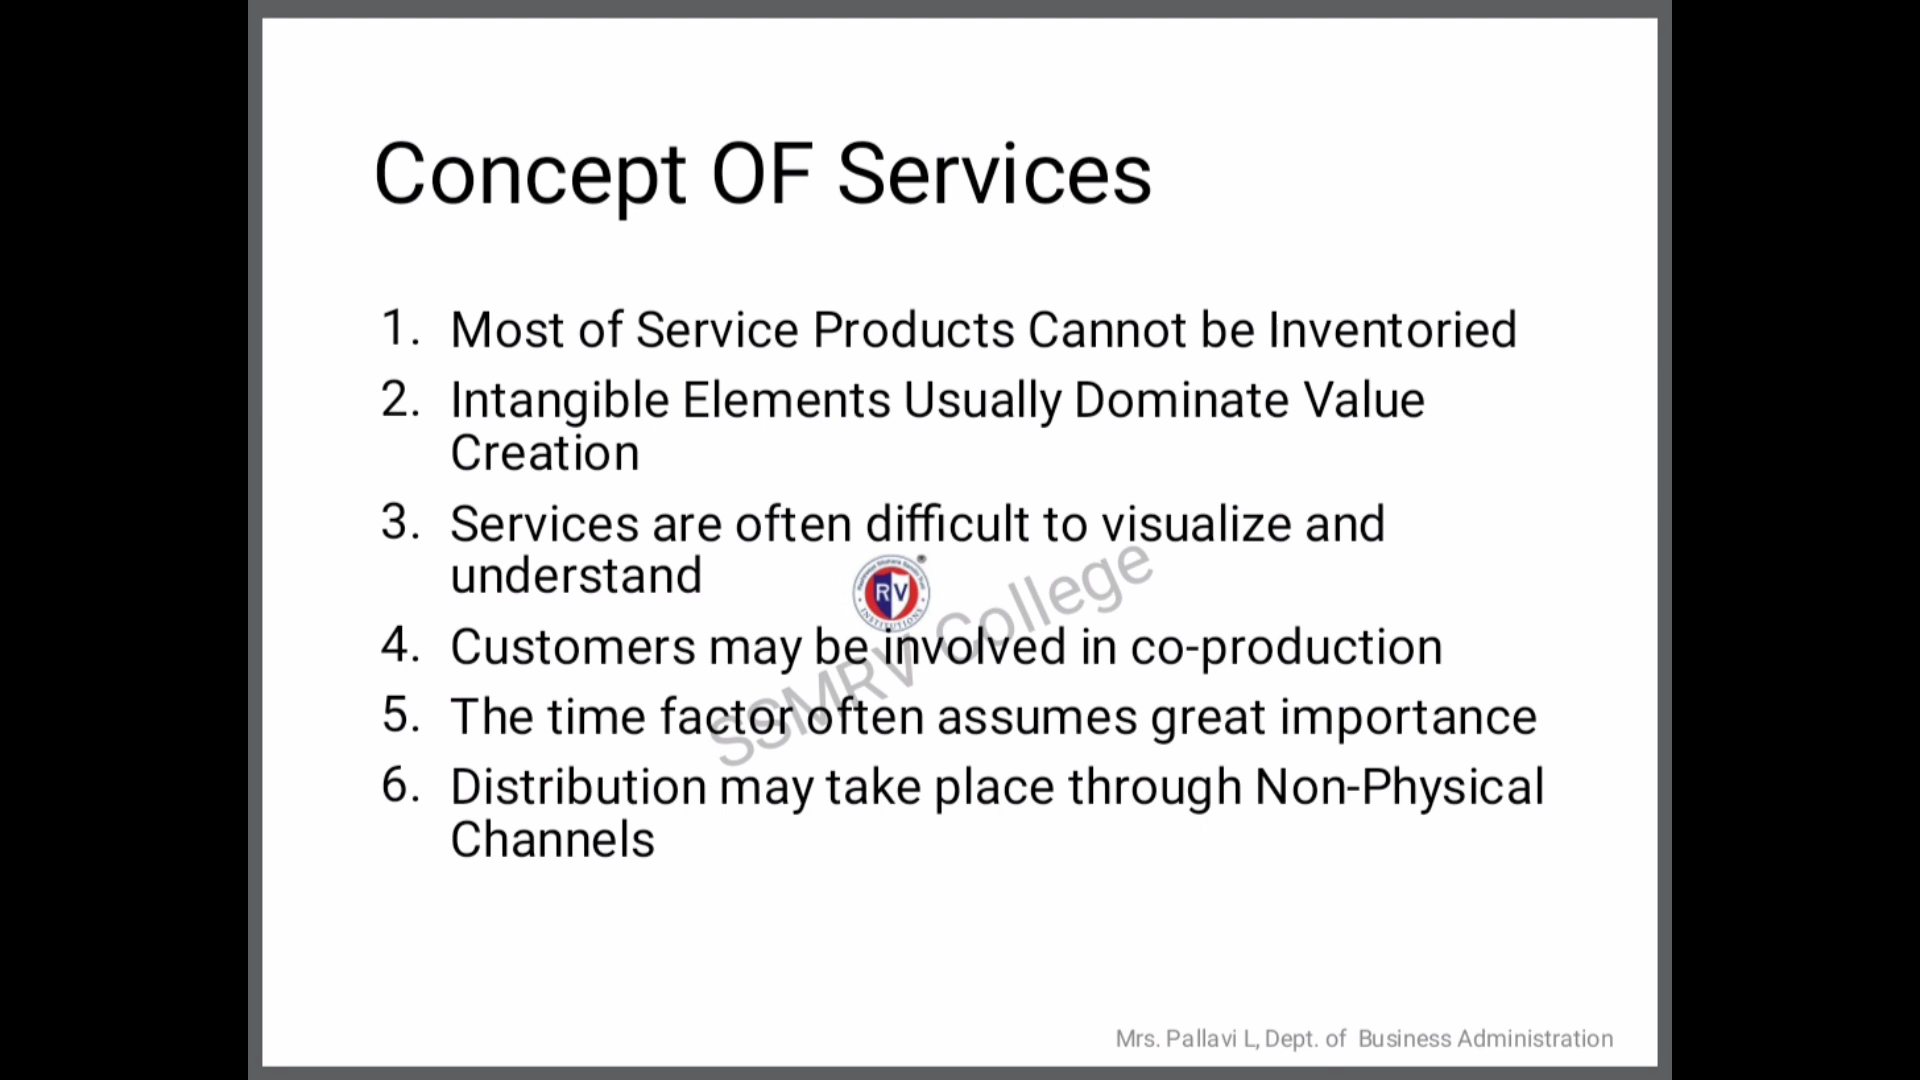 Concept OF Services
1. Most of Service Products Cannot be Inventoried
2. Intangible Elements Usually Dominate Value
Creation
3. Services are often difficult to visualize and
understand
RV
INSTITUTIONS
SSMRV College
4. Customers may be involved in co-production
5. The time factor often assumes great importance
6. Distribution may take place through Non-Physical
Channels
Mrs. Pallavi L, Dept. of Business Administration